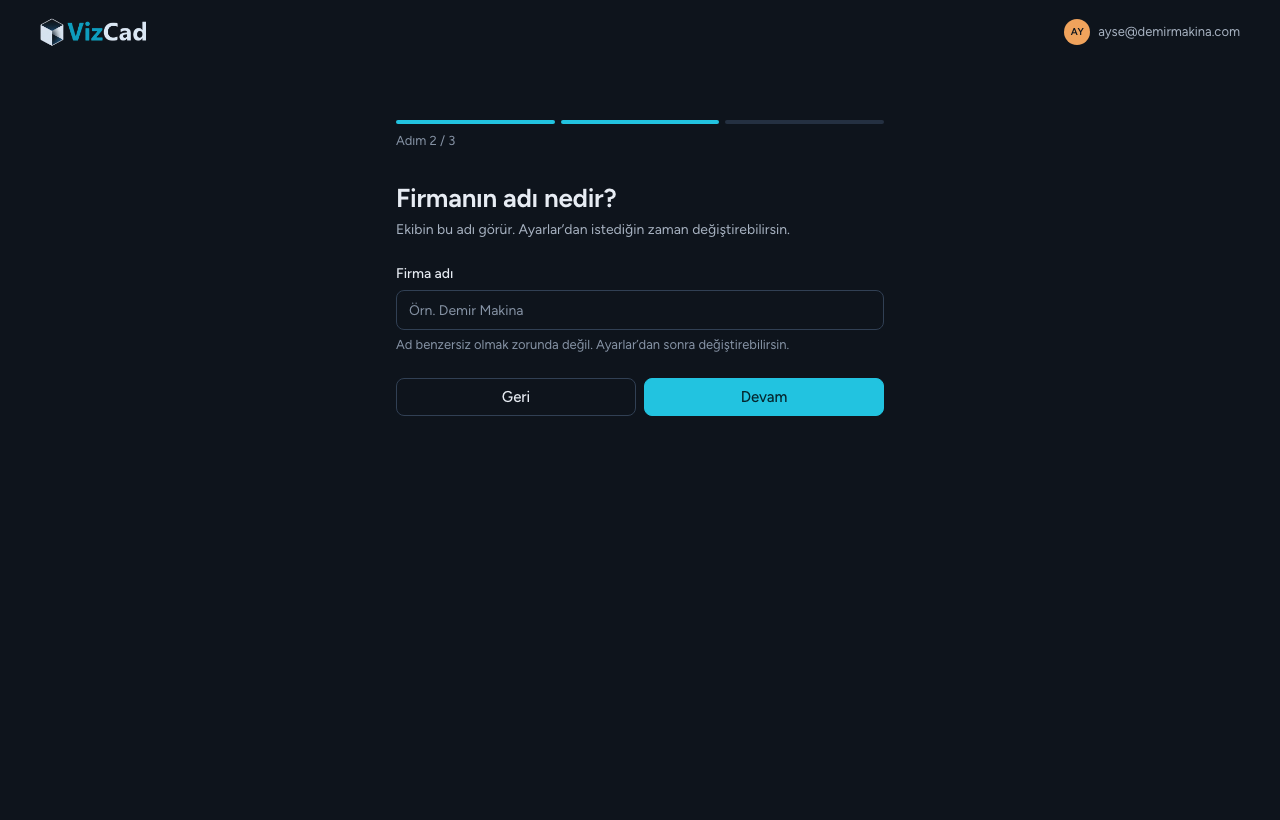 VizCad
AY ayse@demirmakina.com
Adım 2 / 3
Firmanın adı nedir?
Ekibin bu adı görür. Ayarlar’dan istediğin zaman değiştirebilirsin.
Firma adı
Örn. Demir Makina
Ad benzersiz olmak zorunda değil. Ayarlar’dan sonra değiştirebilirsin.
Geri
Devam